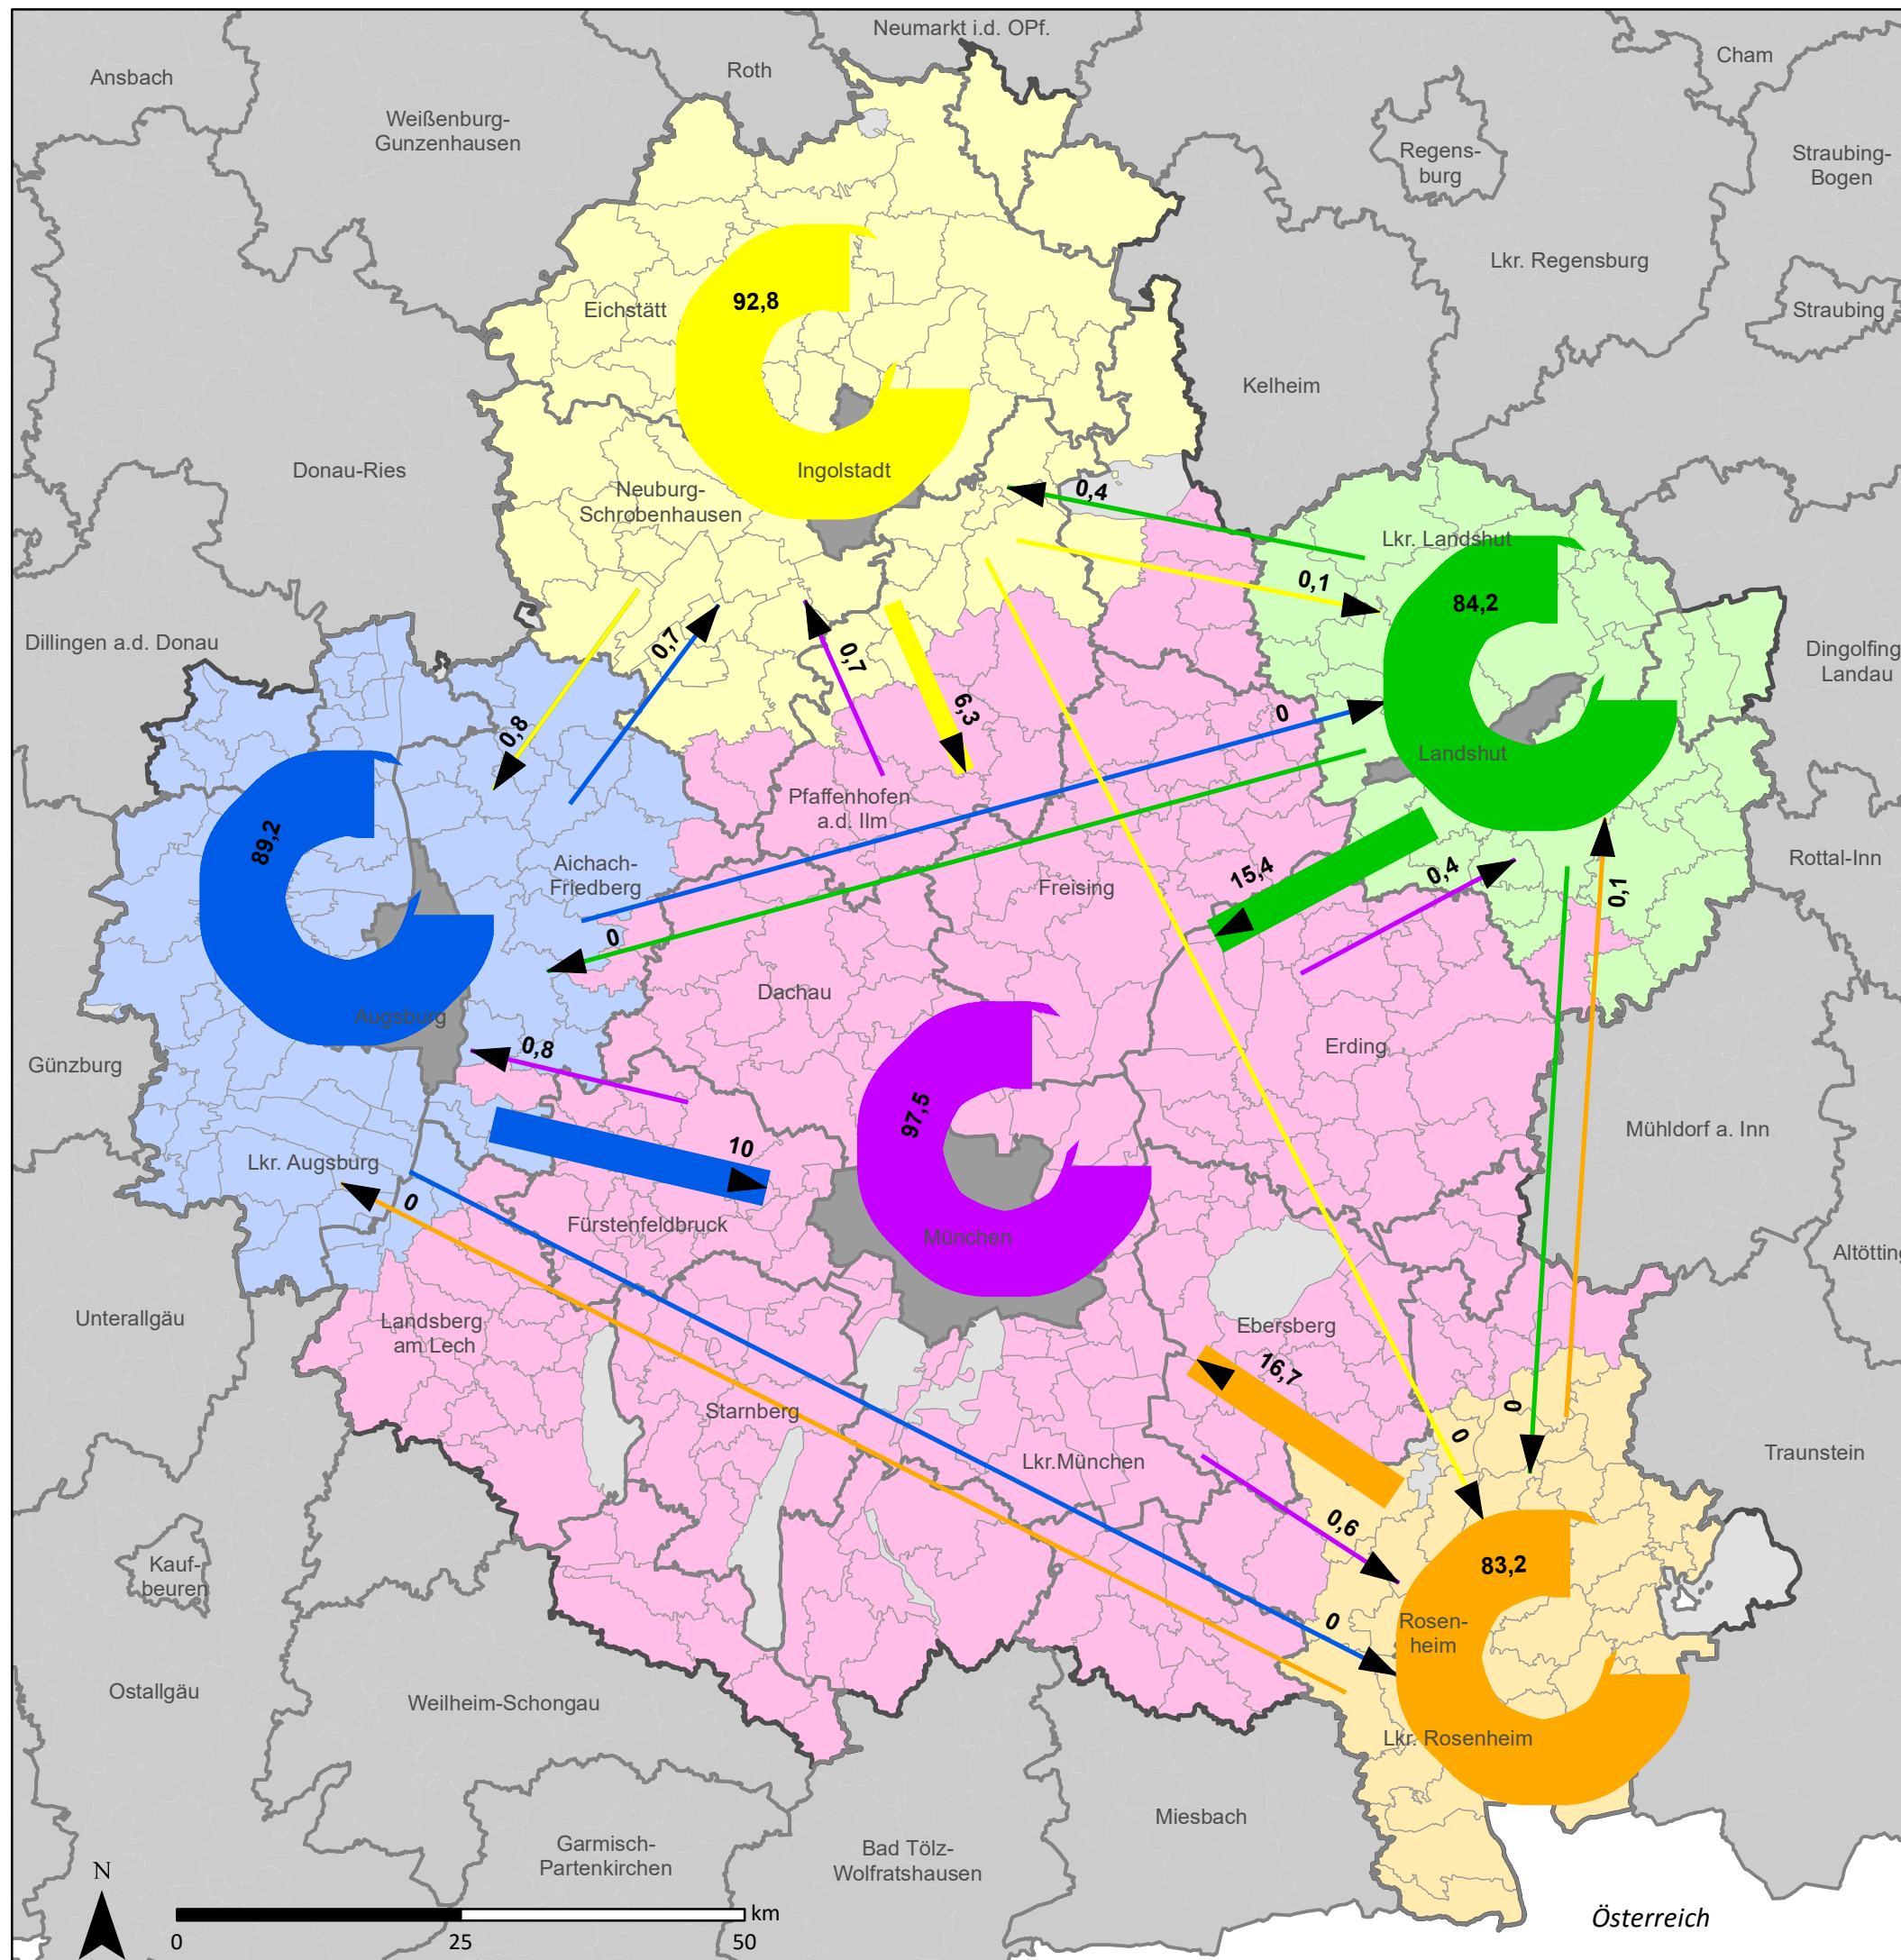 Neumarkt i.d. OPf.
Ansbach
Roth
Cham
Weißenburg-
Gunzenhausen
Regens-
burg
Straubing-
Bogen
Lkr. Regensburg
Eichstätt
92,8
Straubing
Kelheim
Donau-Ries
Ingolstadt
Neuburg-
Schrobenhausen
0,4
Lkr. Landshut
0,1
84,2
Dillingen a.d. Donau
0,7
0,7
Dingolfing
Landau
6,3
0
0,8
Landshut
Pfaffenhofen
a.d. Ilm
89,2
Aichach-
Friedberg
Freising
15,4
0,4
0,1
Rottal-Inn
0
Dachau
Augsburg
0,8
Erding
Günzburg
97,5
Mühldorf a. Inn
10
Lkr. Augsburg
0
Fürstenfeldbruck
München
Altötting
Unterallgäu
Landsberg
am Lech
Ebersberg
16,7
Starnberg
0
0
Lkr.München
Traunstein
0,6
Kauf-
beuren
83,2
0
Rosen-
heim
Ostallgäu
Weilheim-Schongau
Lkr. Rosenheim
Miesbach
Garmisch-
Partenkirchen
Bad Tölz-
Wolfratshausen
N
km
0
25
50
Österreich